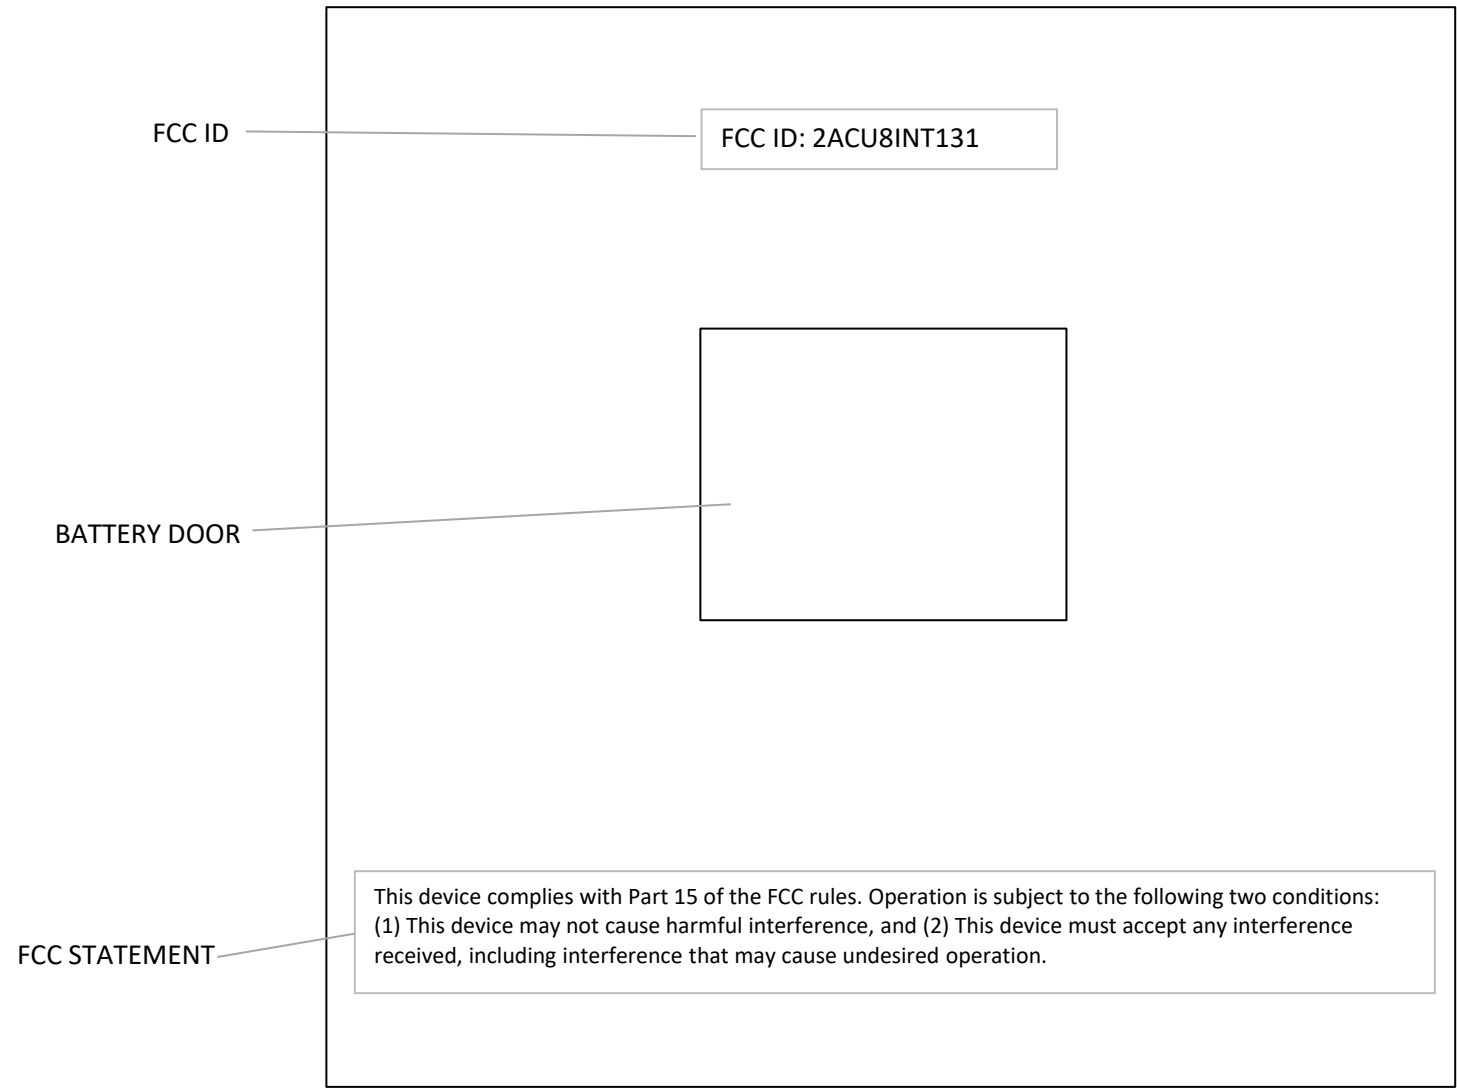 FCC ID
FCC ID: 2ACU8INT131
BATTERY DOOR
This device complies with Part 15 of the FCC rules. Operation is subject to the following two conditions:
(1) This device may not cause harmful interference, and (2) This device must accept any interference
received, including interference that may cause undesired operation.
FCC STATEMENT